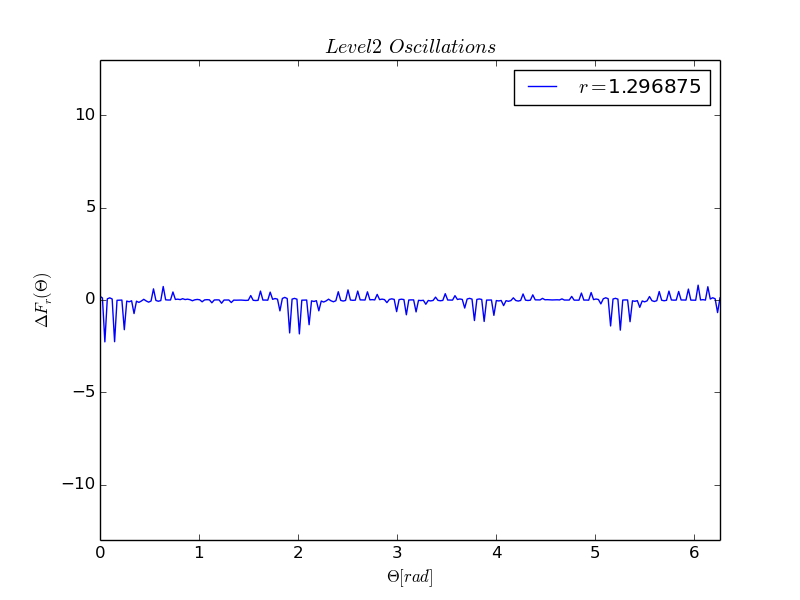 Level2 Oscillations
r=1.296875
10
5
0
−5
−10
ΔF_r(Θ)
0 1 2 3 4 5 6
Θ[rad]